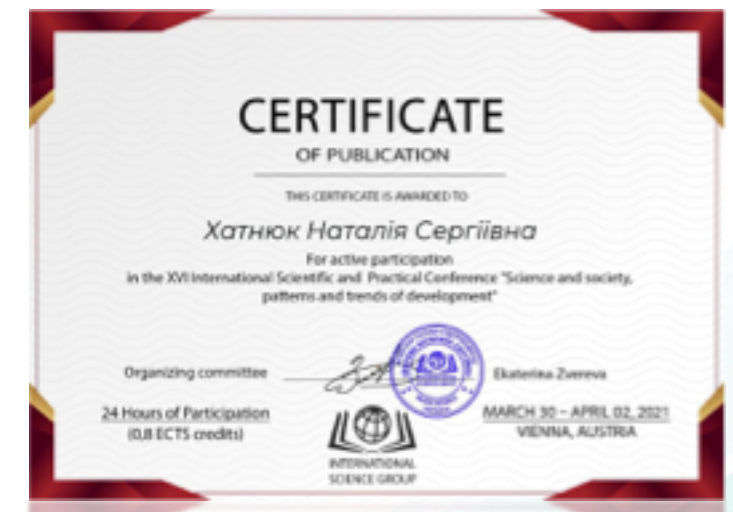 CERTIFICATE
OF PUBLICATION
THIS CERTIFICATE IS AWARDED TO
Хатнюк Наталія Сергіївна
For active participation
in the XVI International Scientific and Practical Conference "Science and society,
patterns and trends of development"
Organizing committee
Ekaterina Zvereva
24 Hours of Participation
(0,8 ECTS credits)
MARCH 30 – APRIL 02, 2021
VIENNA, AUSTRIA
INTERNATIONAL
SCIENCE GROUP